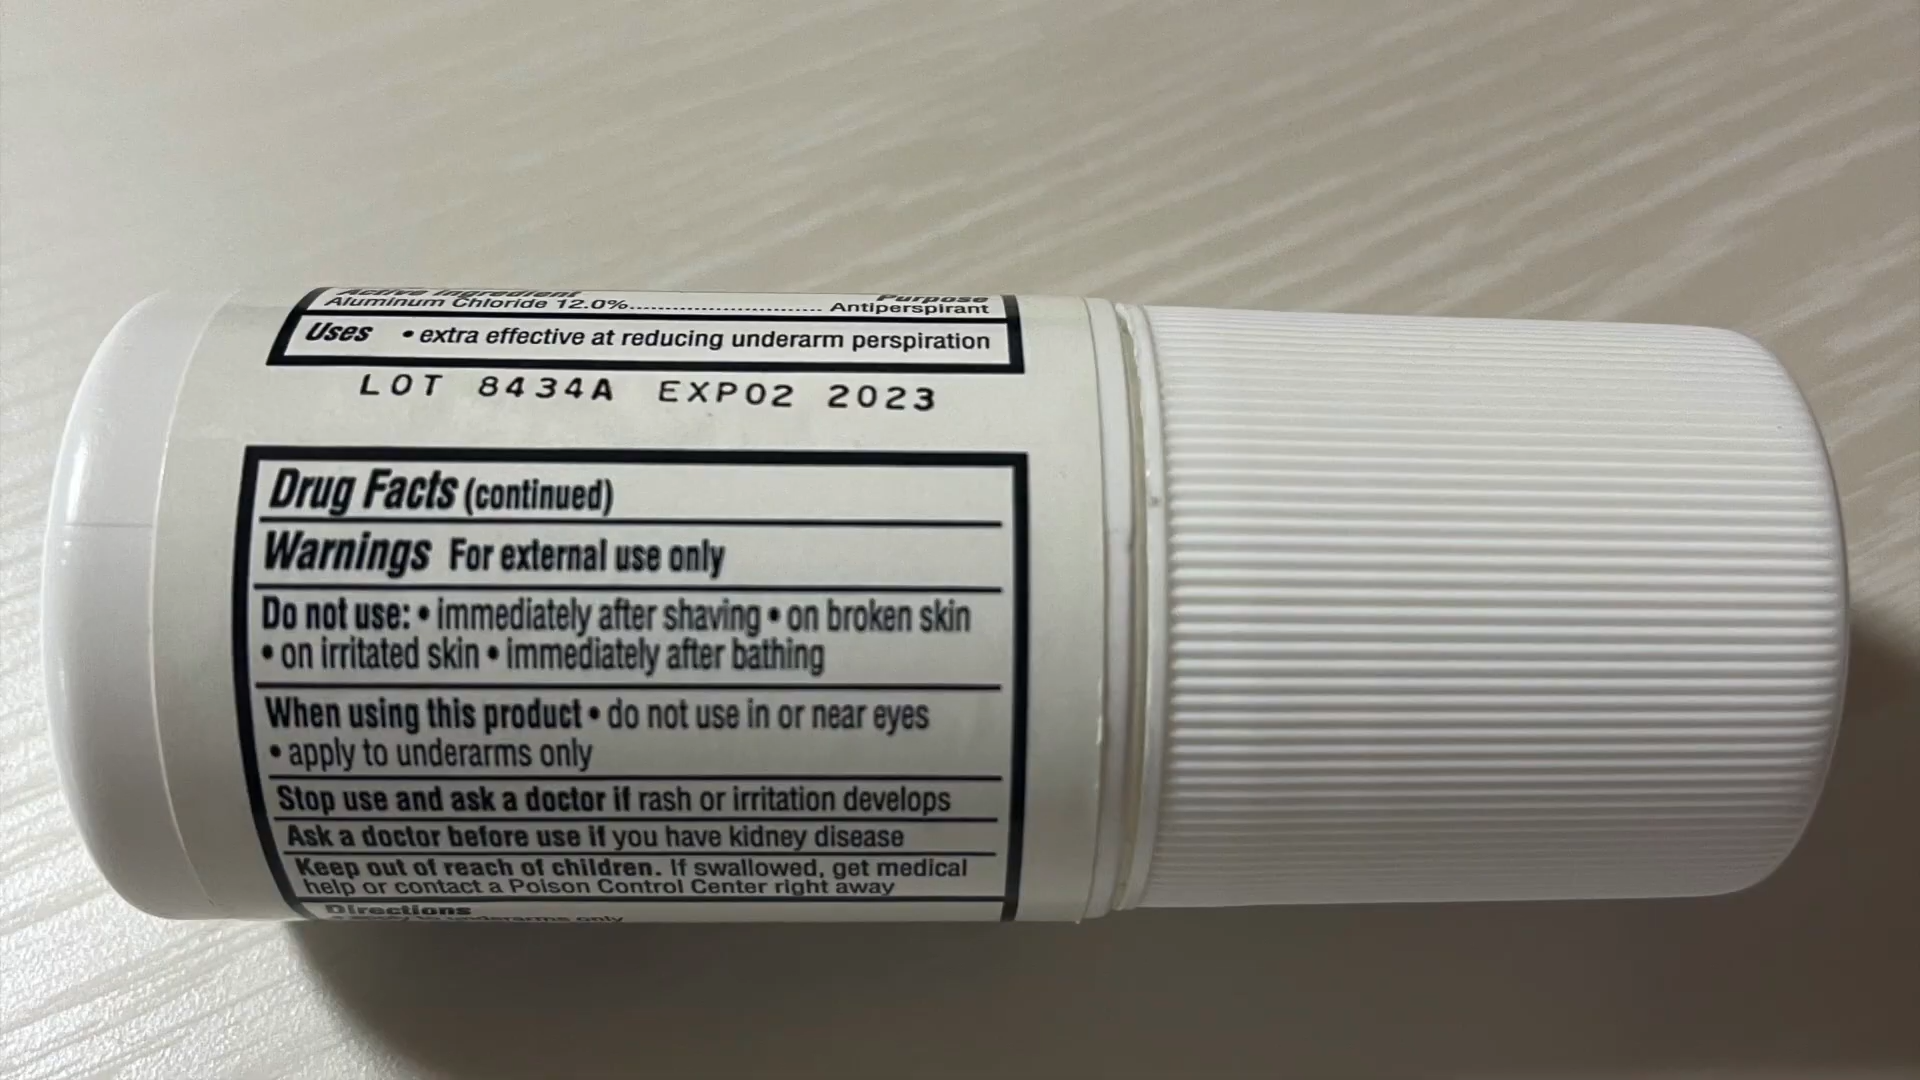 Active Ingredient Purpose
Aluminum Chloride 12.0%........................... Antiperspirant
Uses • extra effective at reducing underarm perspiration
LOT 8434A EXP02 2023
Drug Facts (continued)
Warnings For external use only
Do not use: • immediately after shaving • on broken skin
• on irritated skin • immediately after bathing
When using this product • do not use in or near eyes
• apply to underarms only
Stop use and ask a doctor if rash or irritation develops
Ask a doctor before use if you have kidney disease
Keep out of reach of children. If swallowed, get medical
help or contact a Poison Control Center right away
Directions
• apply to underarms only